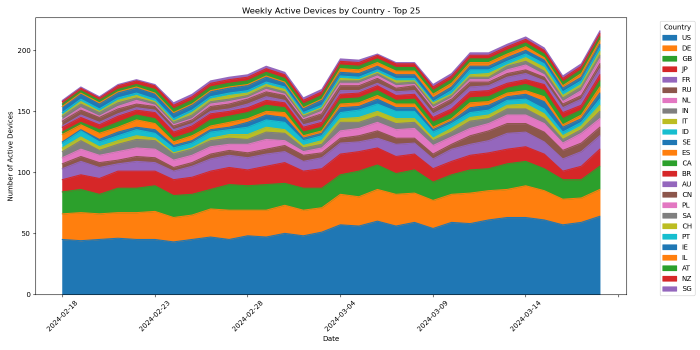 Weekly Active Devices by Country - Top 25
Number of Active Devices
200
150
100
50
0
2024-02-18
2024-02-23
2024-02-28
2024-03-04
2024-03-09
2024-03-14
Date
Country
US
DE
GB
JP
FR
RU
NL
IN
IT
ID
SE
ES
CA
BR
AU
CN
PL
SA
CH
PT
IE
IL
AT
NZ
SG